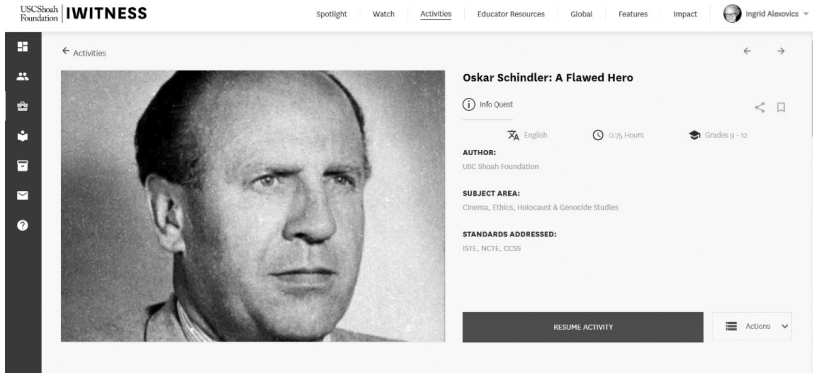 USCShoah
Foundation
IWITNESS
Spotlight Watch Activities Educator Resources Global Features Impact Ingrid Alexovics
Activities
Oskar Schindler: A Flawed Hero
Info Quest
English 0.75 Hours Grades 9 - 12
AUTHOR:
USC Shoah Foundation
SUBJECT AREA:
Cinema, Ethics, Holocaust & Genocide Studies
STANDARDS ADDRESSED:
ISTE, NCTE, CCSS
RESUME ACTIVITY
Actions